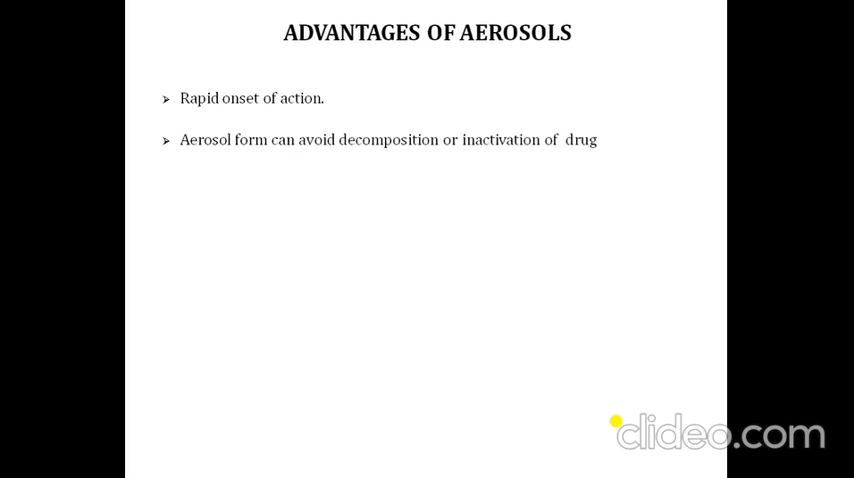 ADVANTAGES OF AEROSOLS
➢ Rapid onset of action.
➢ Aerosol form can avoid decomposition or inactivation of drug
clideo.com